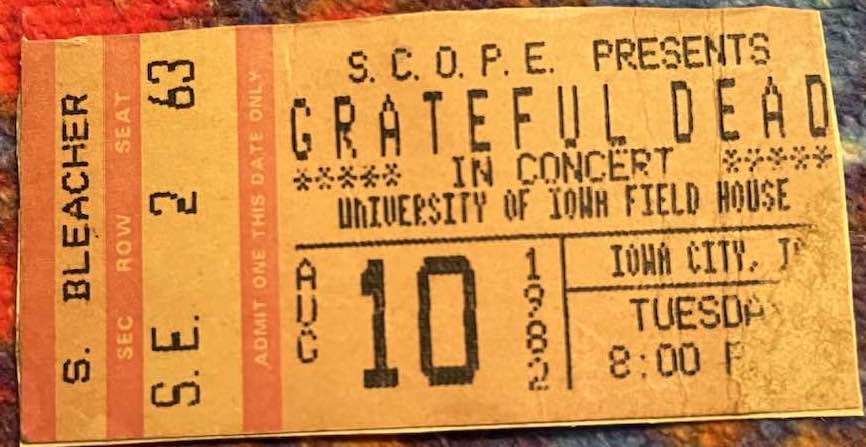 S. BLEACHER
SEC ROW SEAT
S.E. 2 63
ADMIT ONE THIS DATE ONLY
S.C.O.P.E. PRESENTS
GRATEFUL DEAD
***** IN CONCERT *****
UNIVERSITY OF IOWA FIELD HOUSE
AUG
10
1982
IOWA CITY,
8:00